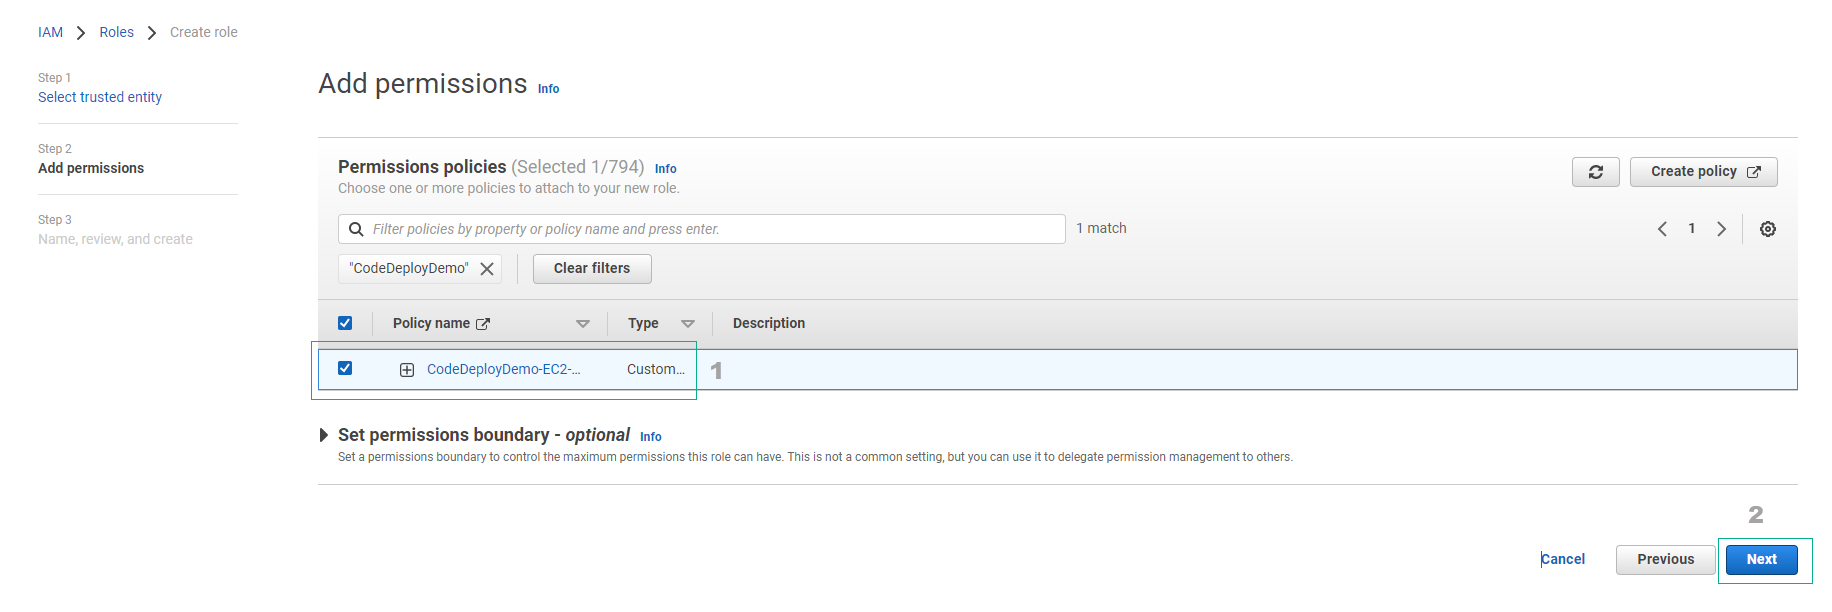 IAM > Roles > Create role
Step 1
Select trusted entity
Step 2
Add permissions
Step 3
Name, review, and create
Add permissions Info
Permissions policies (Selected 1/794) Info
Choose one or more policies to attach to your new role.
Create policy
Filter policies by property or policy name and press enter.
1 match
1
"CodeDeployDemo"
Clear filters
Policy name Type Description
CodeDeployDemo-EC2-... Custom... 1
Set permissions boundary - optional Info
Set a permissions boundary to control the maximum permissions this role can have. This is not a common setting, but you can use it to delegate permission management to others.
2
Cancel Previous Next